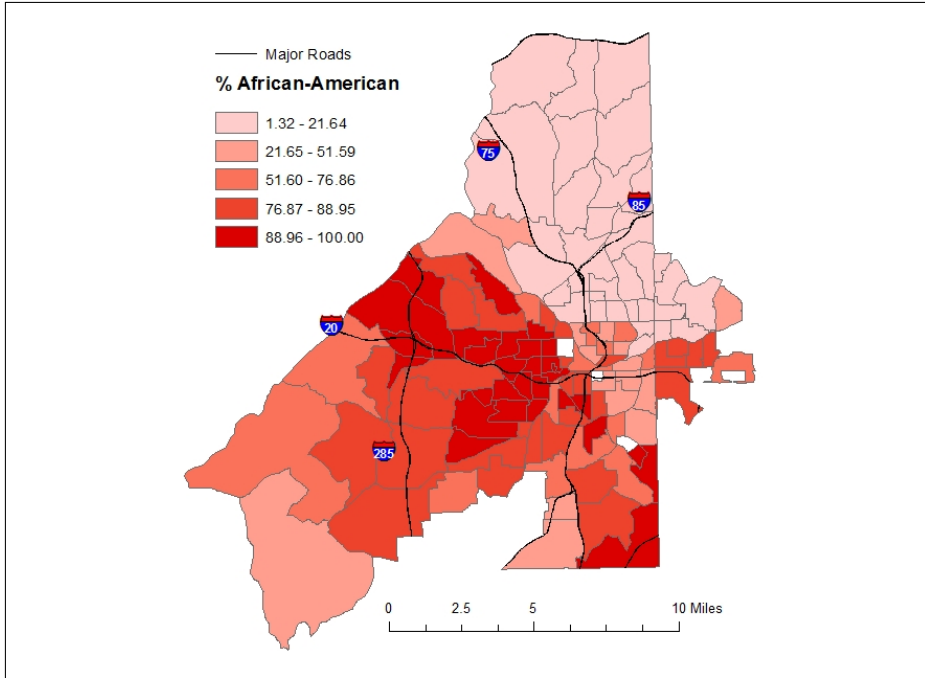 Major Roads
% African-American
1.32 - 21.64
21.65 - 51.59
51.60 - 76.86
76.87 - 88.95
88.96 - 100.00
75
85
20
285
0 2.5 5 10 Miles